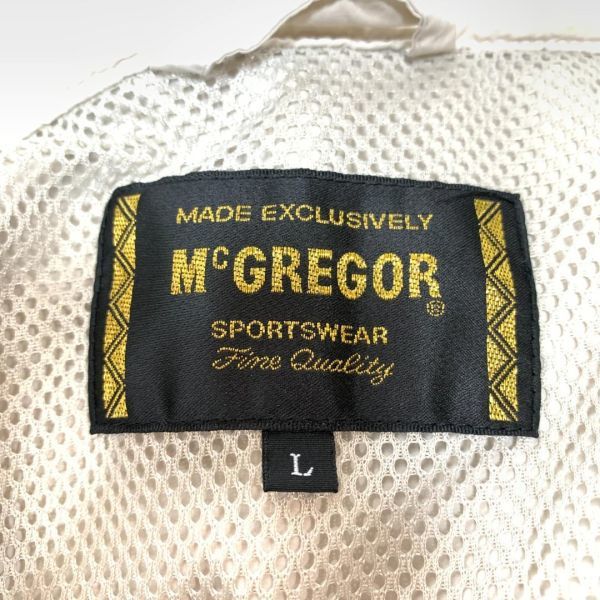 MADE EXCLUSIVELY
McGREGOR®
SPORTSWEAR
Fine Quality
L